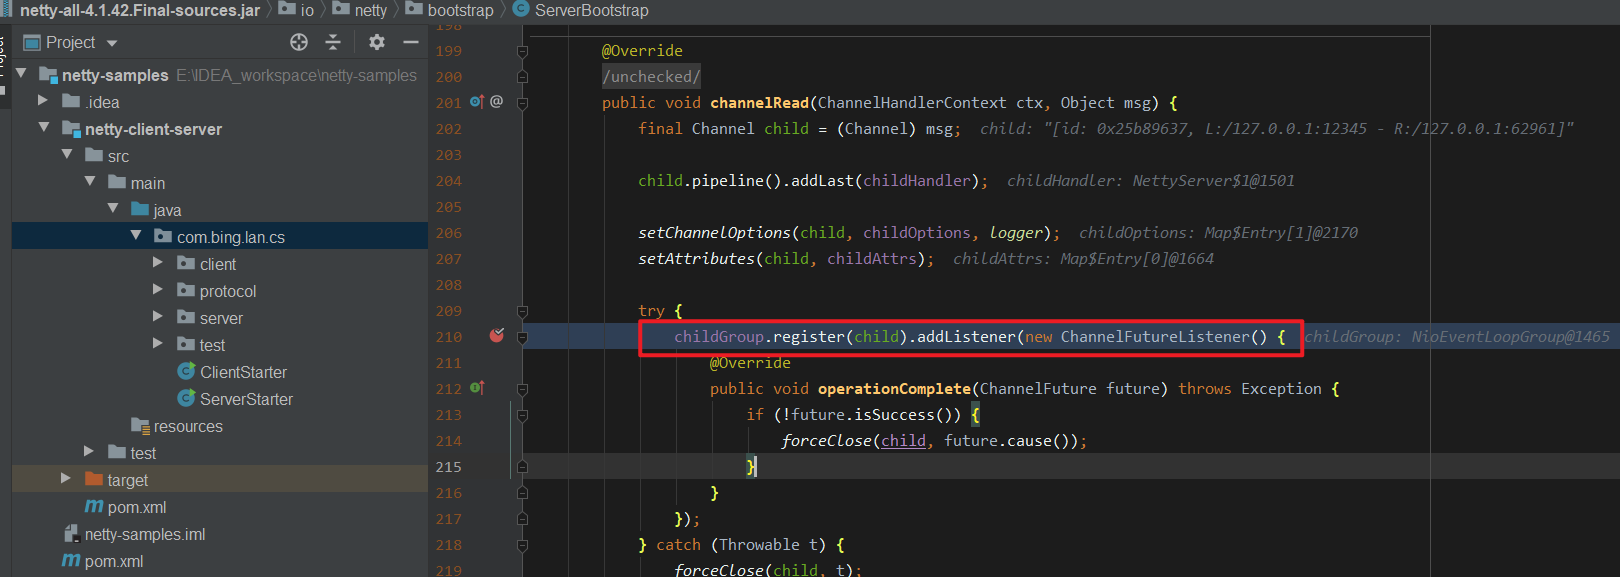 netty-all-4.1.42.Final-sources.jar io netty bootstrap ServerBootstrap
Project
netty-samples E:\IDEA_workspace\netty-samples
.idea
netty-client-server
src
main
java
com.bing.lan.cs
client
protocol
server
test
ClientStarter
ServerStarter
resources
test
target
pom.xml
netty-samples.iml
pom.xml
198
199 @Override
200 /unchecked/
201 @ public void channelRead(ChannelHandlerContext ctx, Object msg) {
202 final Channel child = (Channel) msg; child: "[id: 0x25b89637, L:/127.0.0.1:12345 - R:/127.0.0.1:62961]"
203
204 child.pipeline().addLast(childHandler); childHandler: NettyServer$1@1501
205
206 setChannelOptions(child, childOptions, logger); childOptions: Map$Entry[1]@2170
207 setAttributes(child, childAttrs); childAttrs: Map$Entry[0]@1664
208
209 try {
210 childGroup.register(child).addListener(new ChannelFutureListener() { childGroup: NioEventLoopGroup@1465
211 @Override
212 public void operationComplete(ChannelFuture future) throws Exception {
213 if (!future.isSuccess()) {
214 forceClose(child, future.cause());
215 }
216 }
217 });
218 } catch (Throwable t) {
219 forceClose(child, t);